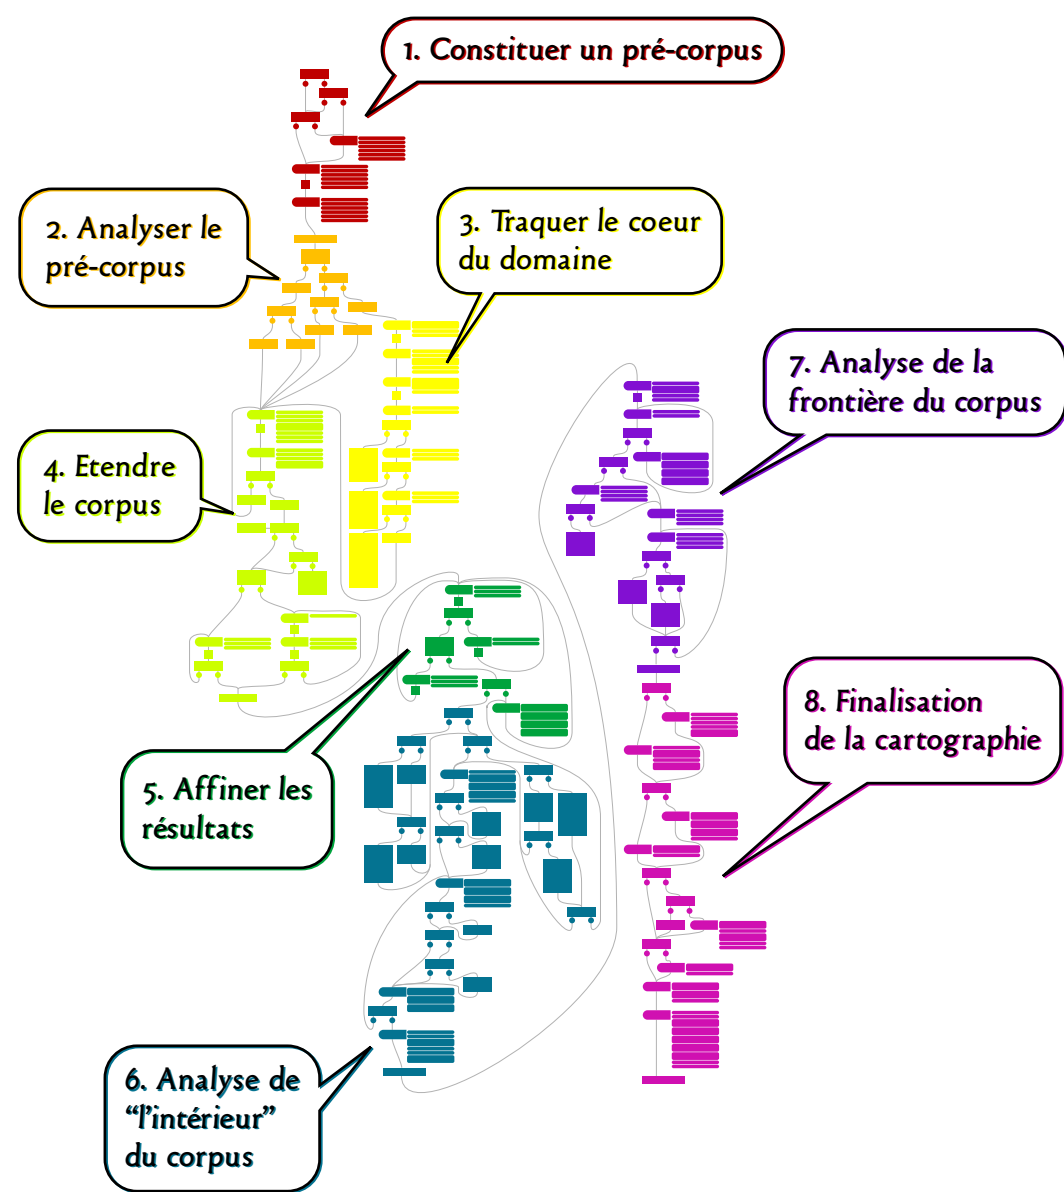 1. Constituer un pré-corpus
2. Analyser le
pré-corpus
3. Traquer le coeur
du domaine
4. Etendre
le corpus
5. Affiner les
résultats
6. Analyse de
“l'intérieur”
du corpus
7. Analyse de la
frontière du corpus
8. Finalisation
de la cartographie